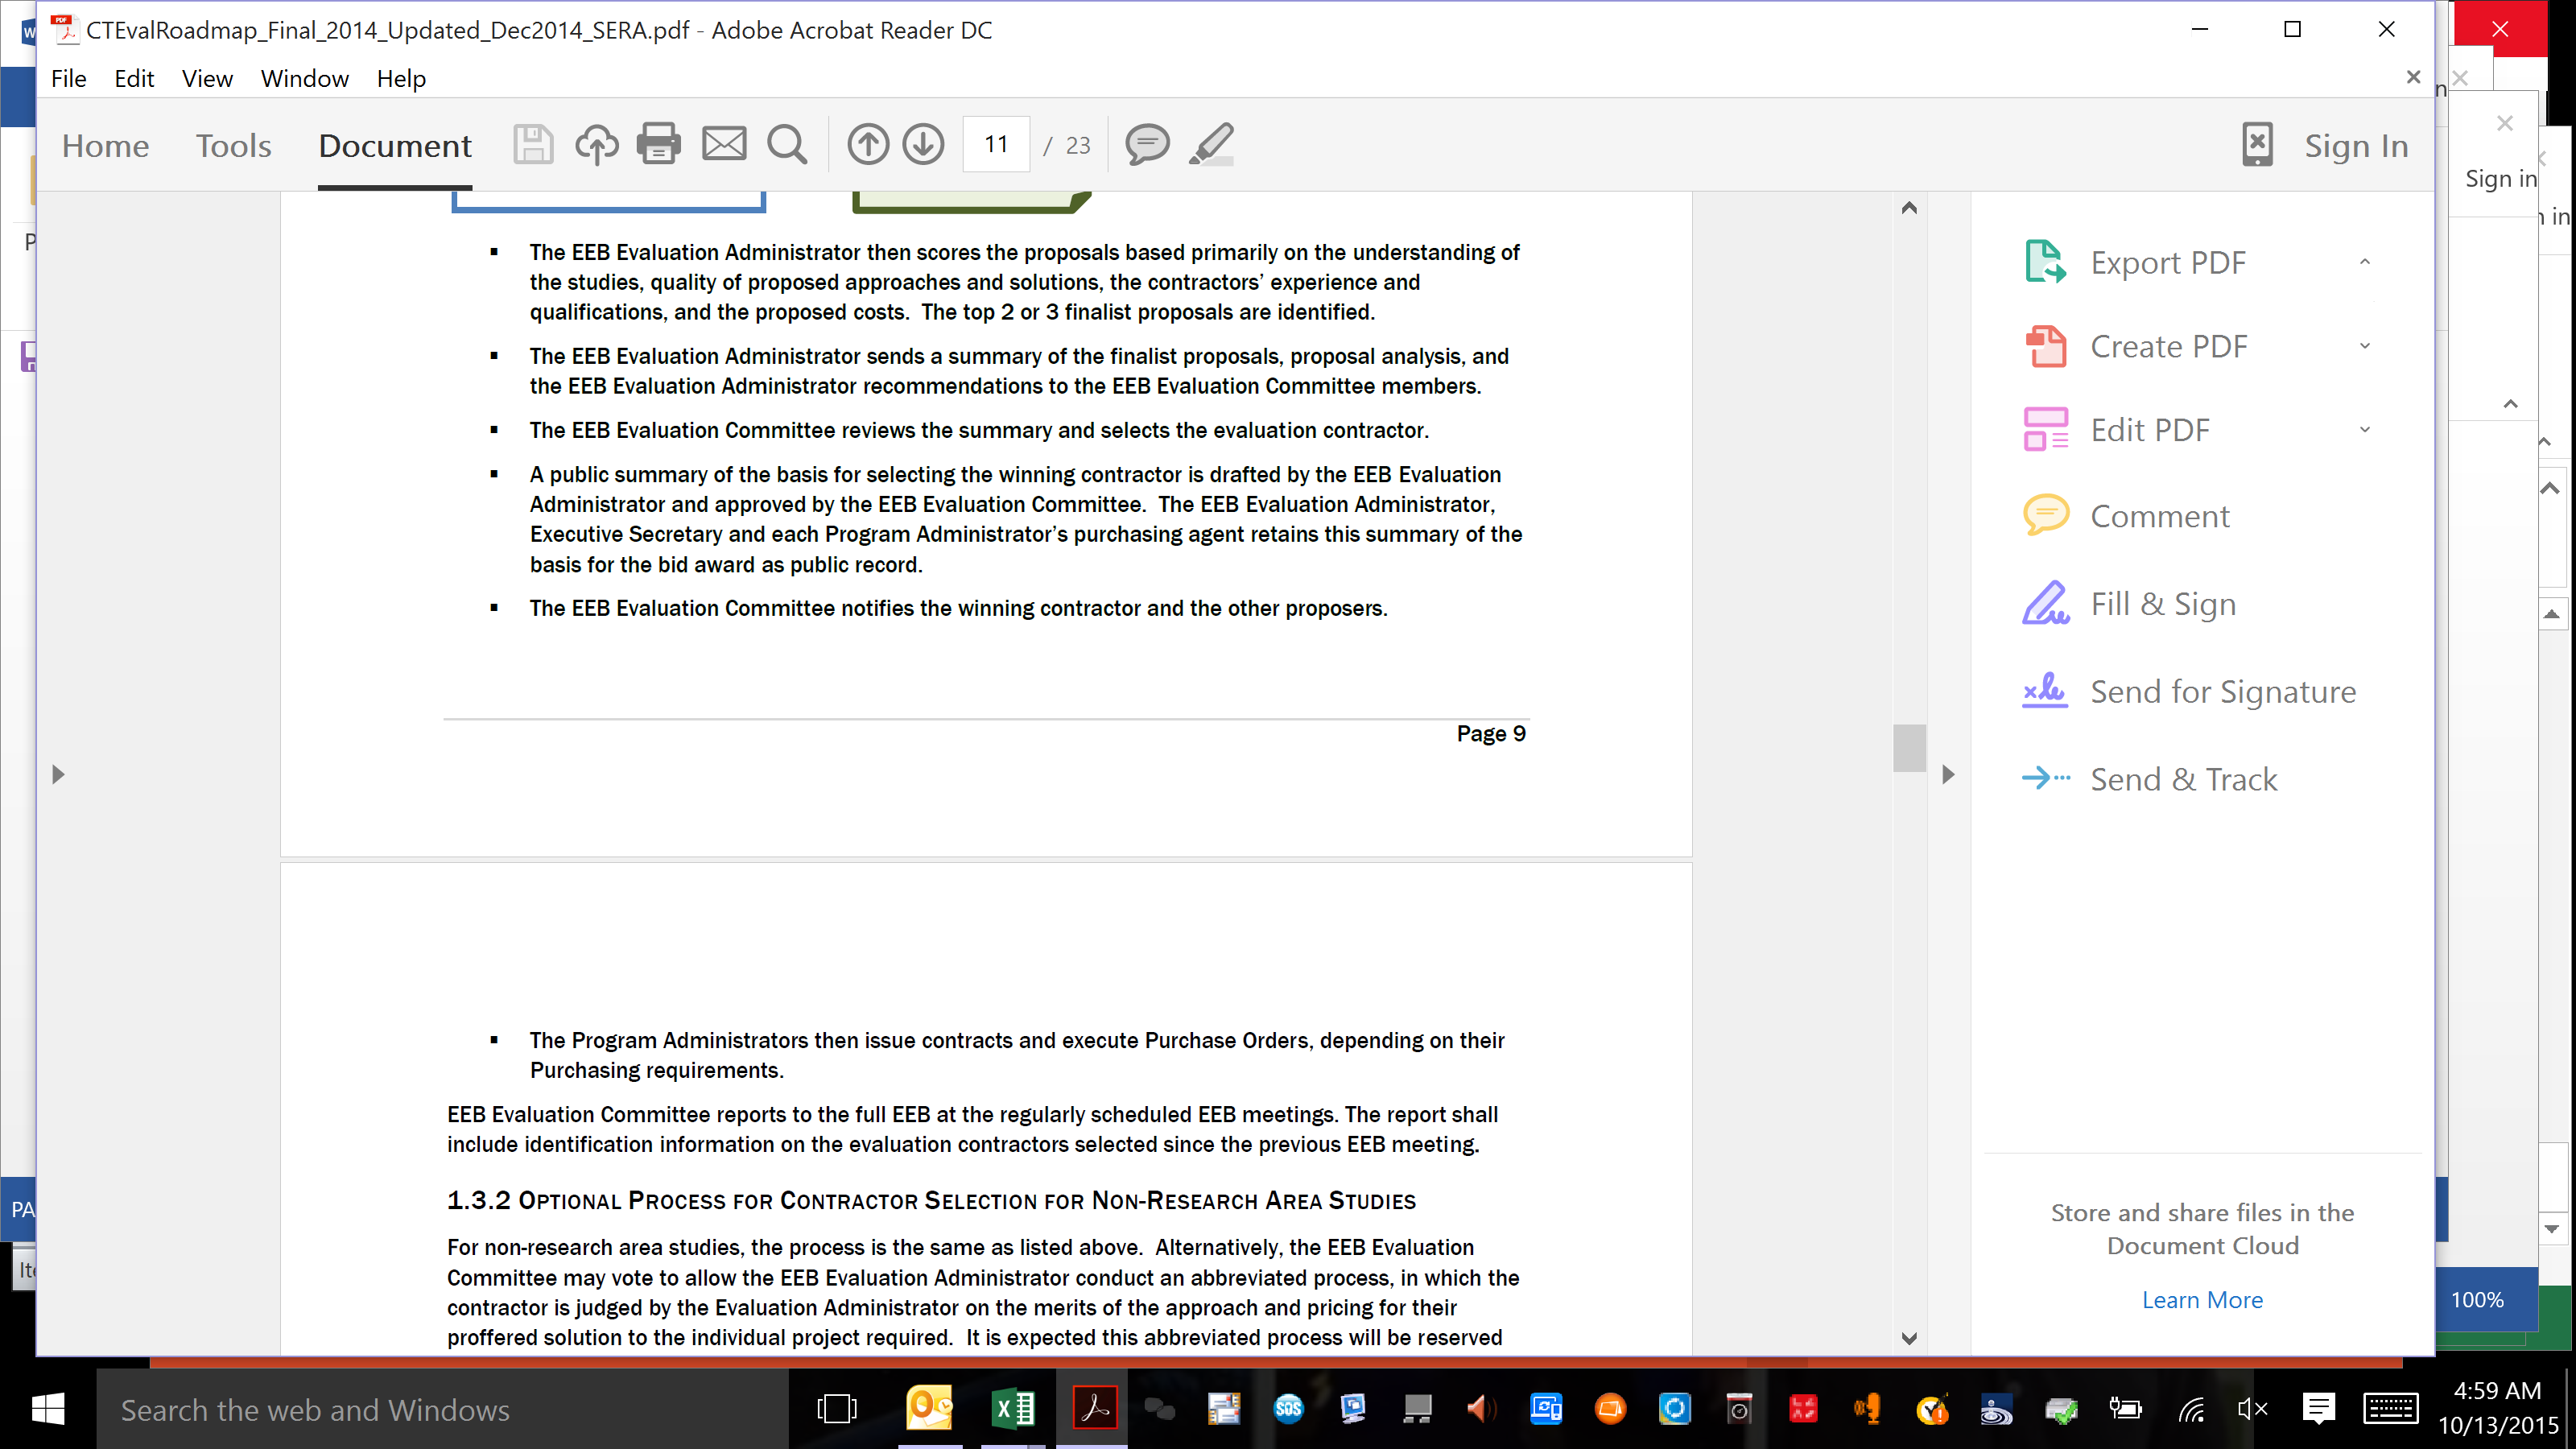 CTEvalRoadmap_Final_2014_Updated_Dec2014_SERA.pdf - Adobe Acrobat Reader DC
File Edit View Window Help
Home Tools Document 11 / 23 Sign In
Sign in
n in
The EEB Evaluation Administrator then scores the proposals based primarily on the understanding of
the studies, quality of proposed approaches and solutions, the contractors’ experience and
qualifications, and the proposed costs.  The top 2 or 3 finalist proposals are identified.
The EEB Evaluation Administrator sends a summary of the finalist proposals, proposal analysis, and
the EEB Evaluation Administrator recommendations to the EEB Evaluation Committee members.
The EEB Evaluation Committee reviews the summary and selects the evaluation contractor.
A public summary of the basis for selecting the winning contractor is drafted by the EEB Evaluation
Administrator and approved by the EEB Evaluation Committee.  The EEB Evaluation Administrator,
Executive Secretary and each Program Administrator’s purchasing agent retains this summary of the
basis for the bid award as public record.
The EEB Evaluation Committee notifies the winning contractor and the other proposers.
Page 9
The Program Administrators then issue contracts and execute Purchase Orders, depending on their
Purchasing requirements.
EEB Evaluation Committee reports to the full EEB at the regularly scheduled EEB meetings. The report shall
include identification information on the evaluation contractors selected since the previous EEB meeting.
1.3.2 OPTIONAL PROCESS FOR CONTRACTOR SELECTION FOR NON-RESEARCH AREA STUDIES
For non-research area studies, the process is the same as listed above.  Alternatively, the EEB Evaluation
Committee may vote to allow the EEB Evaluation Administrator conduct an abbreviated process, in which the
contractor is judged by the Evaluation Administrator on the merits of the approach and pricing for their
proffered solution to the individual project required.  It is expected this abbreviated process will be reserved
Export PDF
Create PDF
Edit PDF
Comment
Fill & Sign
Send for Signature
Send & Track
Store and share files in the
Document Cloud
Learn More
PA
100%
Search the web and Windows
SOS
4:59 AM
10/13/2015